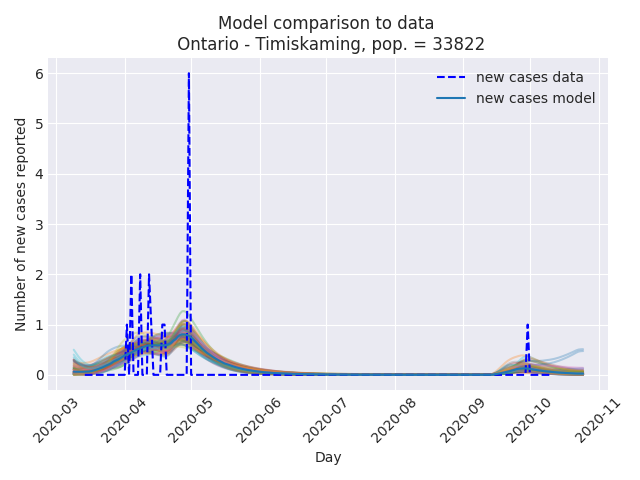 Model comparison to data
Ontario - Timiskaming, pop. = 33822
new cases data
new cases model
Number of new cases reported
6
5
4
3
2
1
0
2020-03
2020-04
2020-05
2020-06
2020-07
2020-08
2020-09
2020-10
2020-11
Day